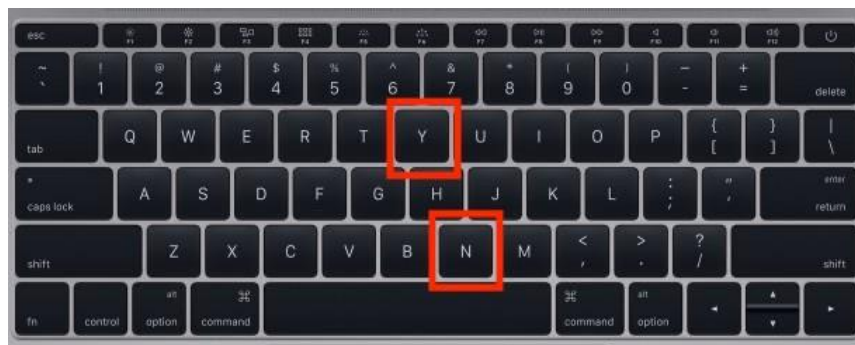 esc F1 F2 F3 F4 F5 F6 F7 F8 F9 F10 F11 F12
~ ! @ # $ % ^ & * ( ) — +
` 1 2 3 4 5 6 7 8 9 0 - = delete
tab Q W E R T Y U I O P { [ } ] | \
caps lock A S D F G H J K L : ; " ' enter return
shift Z X C V B N M < , > . ? / shift
fn control alt option ⌘ command ⌘ command alt option ◄ ▲ ▼ ►